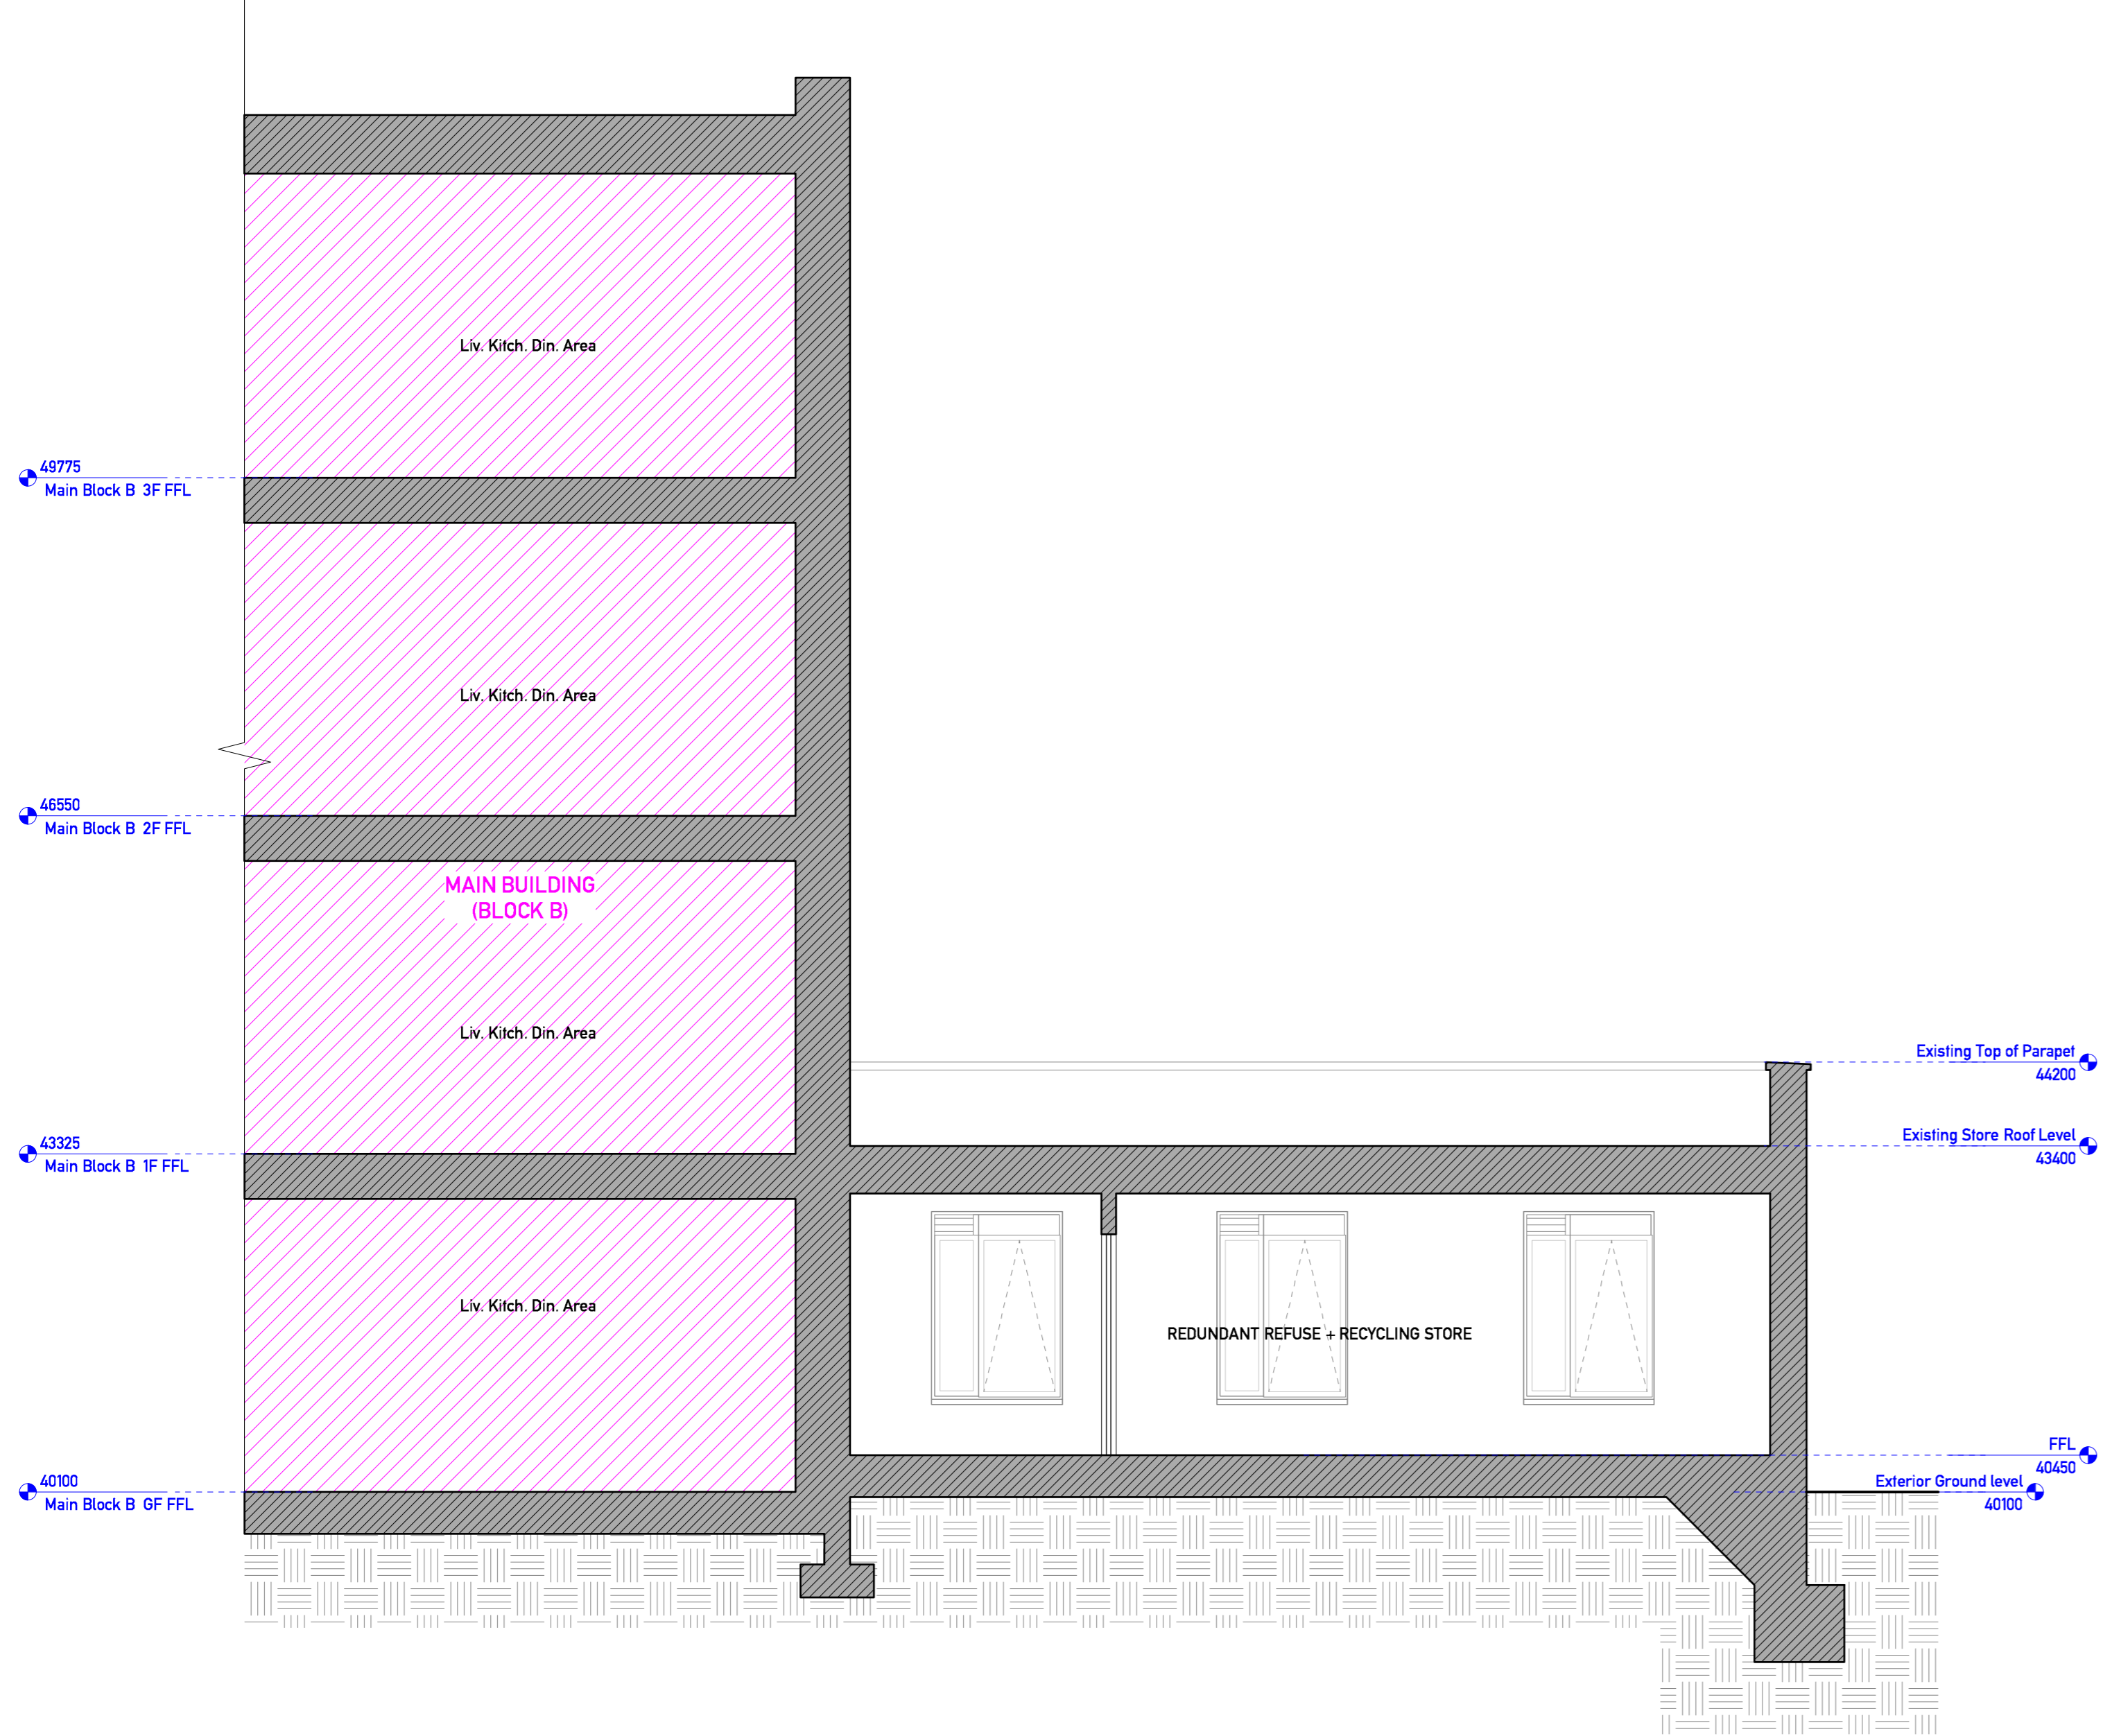 Liv. Kitch. Din. Area
49775
Main Block B 3F FFL
Liv. Kitch. Din. Area
46550
Main Block B 2F FFL
MAIN BUILDING
(BLOCK B)
Liv. Kitch. Din. Area
Existing Top of Parapet
44200
Existing Store Roof Level
43400
43325
Main Block B 1F FFL
Liv. Kitch. Din. Area
REDUNDANT REFUSE + RECYCLING STORE
FFL
40450
Exterior Ground level
40100
40100
Main Block B GF FFL